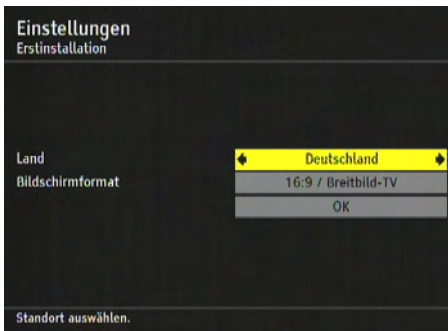 Einstellungen
Erstinstallation
Land Deutschland
Bildschirmformat 16:9 / Breitbild-TV
OK
Standort auswählen.